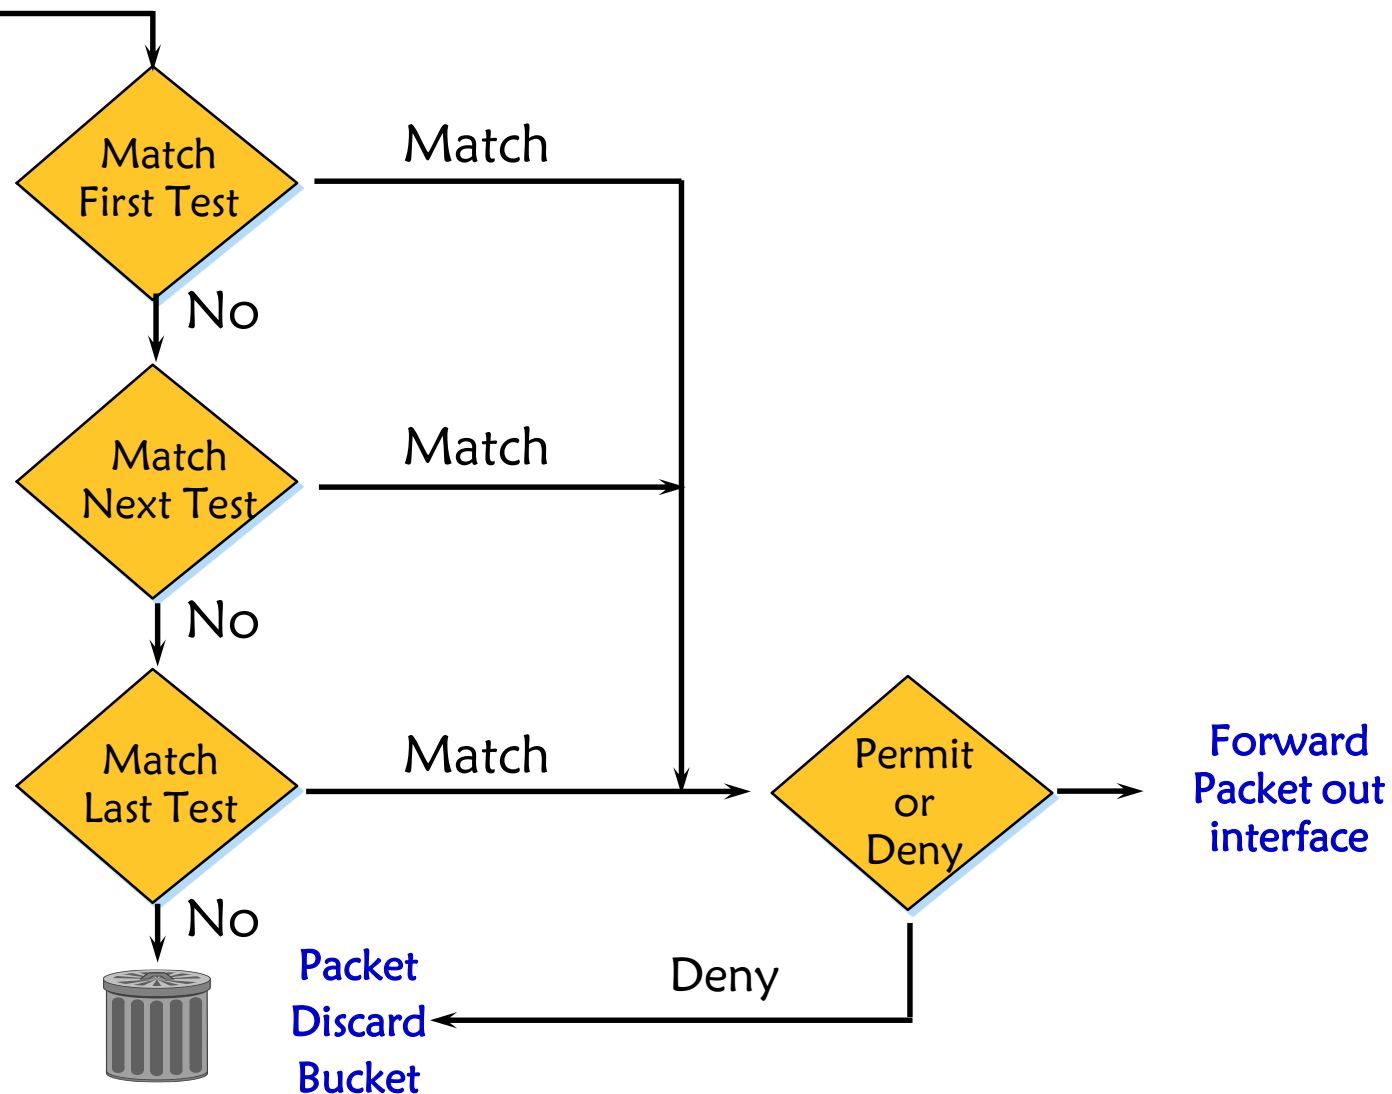 Match
First Test
Match
No
Match
Next Test
Match
No
Match
Last Test
Match
Permit
or
Deny
Forward
Packet out
interface
No
Packet
Discard
Bucket
Deny